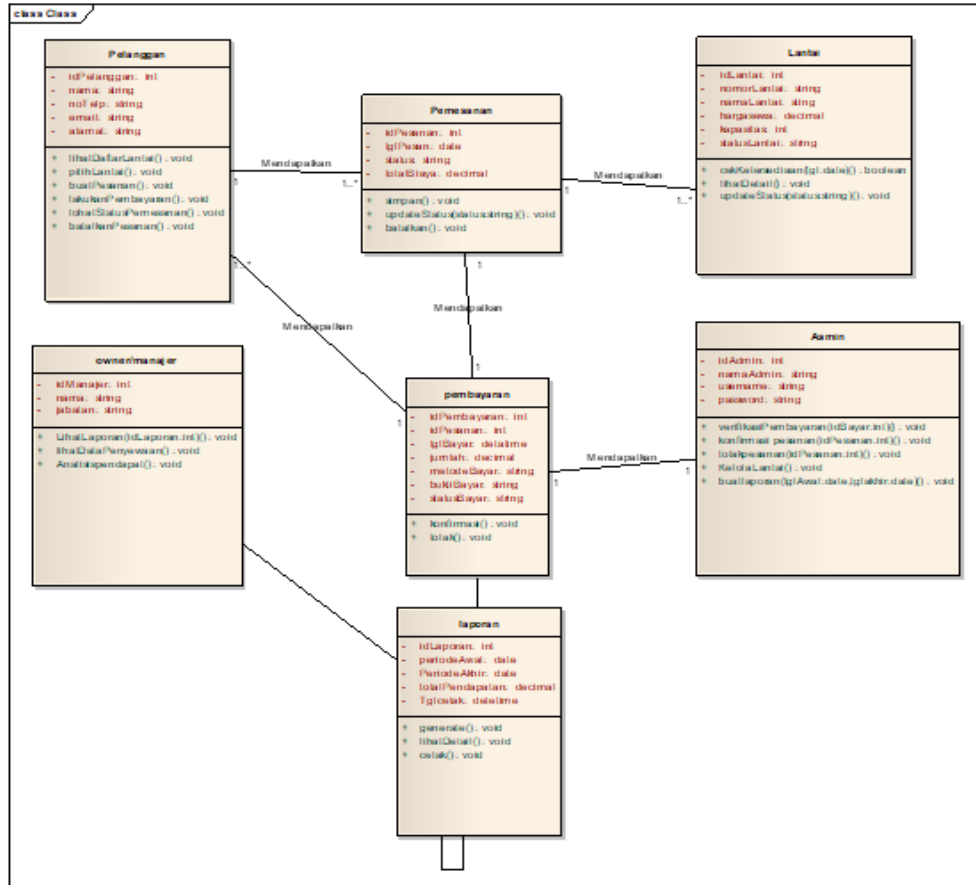 class Class
Pelanggan
- idPelanggan: int
- nama: string
- noTelp: string
- email: string
- alamat: string
+ lihatDaftarLantai() : void
+ pilihLantai() : void
+ buatPesanan() : void
+ lakukanPembayaran() : void
+ lohatStatusPemesanan() : void
+ batalkanPesanan() : void
Mendapatkan
1
1..*
Pemesanan
- idPesanan: int
- tglPesan: date
- status: string
- totalBiaya: decimal
+ simpan() : void
+ updateStatus(status:string)() : void
+ batalkan() : void
Mendapatkan
1
1..*
Lantai
- idLantai: int
- nomorLantai: string
- namaLantai: sting
- hargasewa: decimal
- kapasitas: int
- statusLantai: string
+ cekKetersediaan(tgl:date)() : boolean
+ lihatDetail() : void
+ updateStatus(status:string)() : void
1..*
Mendapatkan
1
1
Mendapatkan
1
owner/manajer
- idManajer: int
- nama: string
- jabatan: string
+ LihatLaporan(idLaporan:int)() : void
+ lihatDataPenyewaan() : void
+ Analisispendapat() : void
pembayaran
- idPembayaran: int
- idPesanan: int
- tglBayar: datatime
- jumlah: decimal
- metodeBayar: string
- buktiBayar: string
- statusBayar: string
+ konfirmasi() : void
+ tolak() : void
Mendapatkan
1
1
Aamin
- idAdmin: int
- namaAdmin: string
- username: string
- password: string
+ verifikasiPembayaran(idBayar:int)() : void
+ konfirmasi pesanan(idPesanan:int)() : void
+ tolakpesanan(idPesanan:int)() : void
+ KelolaLantai() : void
+ buatlaporan(tglAwal:date,tglakhir:date)() : void
laporan
- idLaporan: int
- periodeAwal: date
- PeriodeAkhir: date
- totalPendapatan: decimal
- Tglcetak: datetime
+ generate() : void
+ lihatDetail() : void
+ cetak() : void